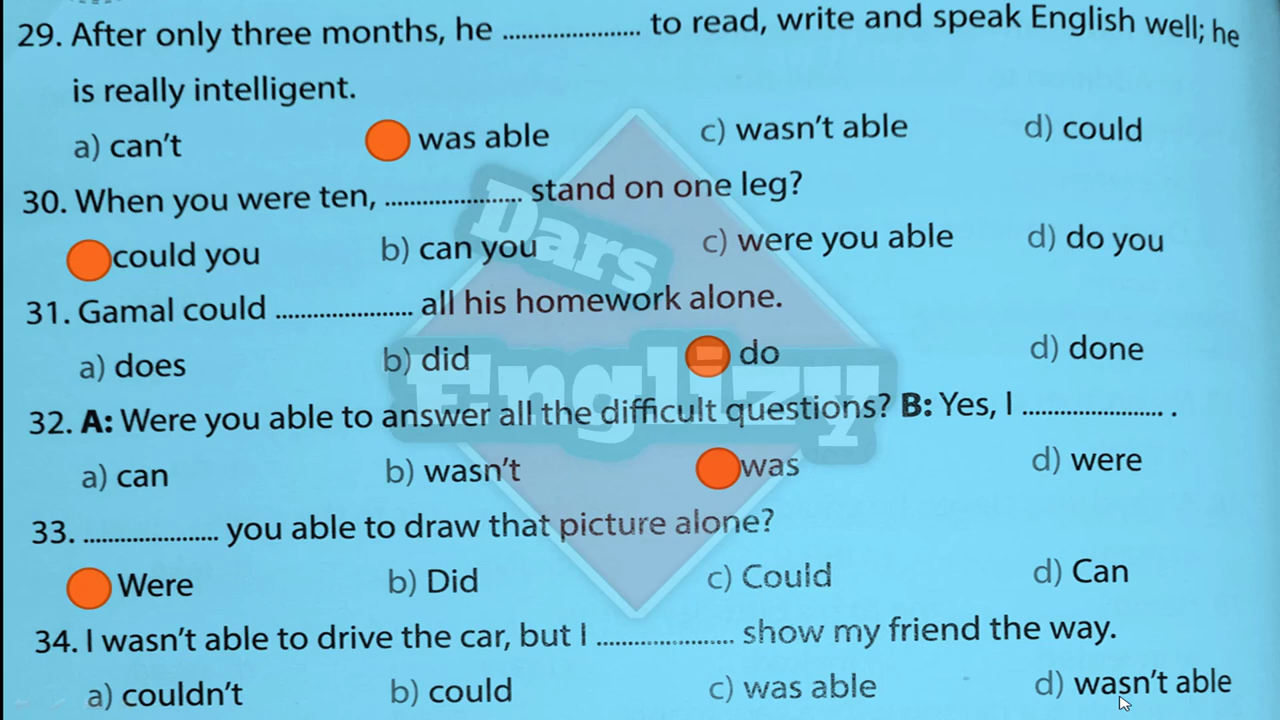 29. After only three months, he ...................... to read, write and speak English well; he
is really intelligent.
a) can't was able c) wasn't able d) could
30. When you were ten, ...................... stand on one leg?
could you b) can you c) were you able d) do you
31. Gamal could ...................... all his homework alone.
a) does b) did do d) done
32. A: Were you able to answer all the difficult questions? B: Yes, I ...................... .
a) can b) wasn't was d) were
33. ...................... you able to draw that picture alone?
Were b) Did c) Could d) Can
34. I wasn't able to drive the car, but I ...................... show my friend the way.
a) couldn't b) could c) was able d) wasn't able
Dars
Englizy